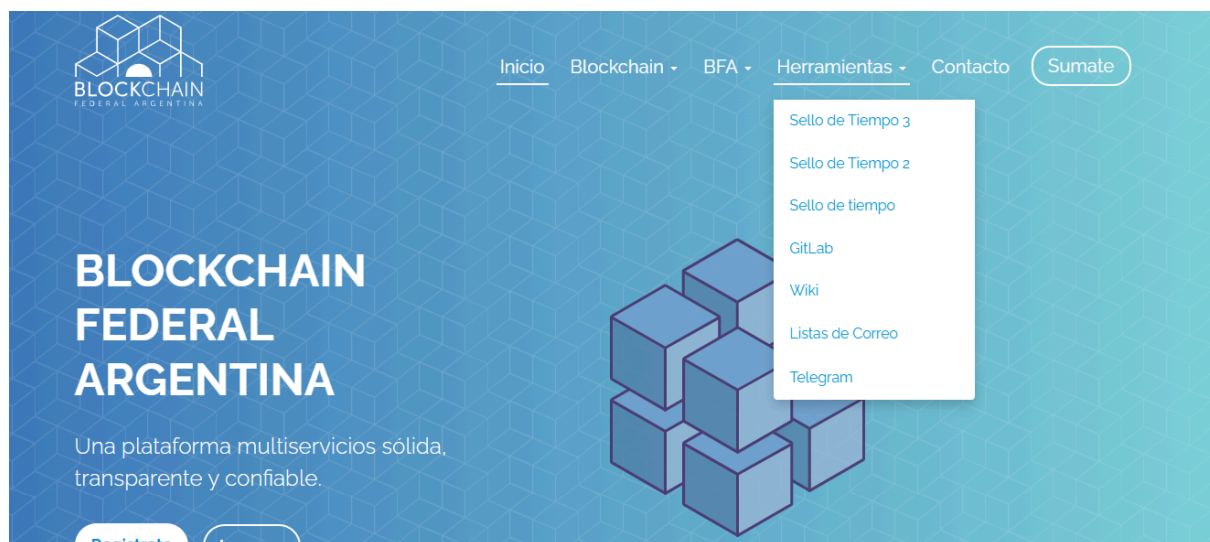 BLOCKCHAIN
FEDERAL ARGENTINA
Inicio Blockchain BFA Herramientas Contacto Sumate
Sello de Tiempo 3
Sello de Tiempo 2
Sello de tiempo
GitLab
Wiki
Listas de Correo
Telegram
BLOCKCHAIN
FEDERAL
ARGENTINA
Una plataforma multiservicios sólida,
transparente y confiable.